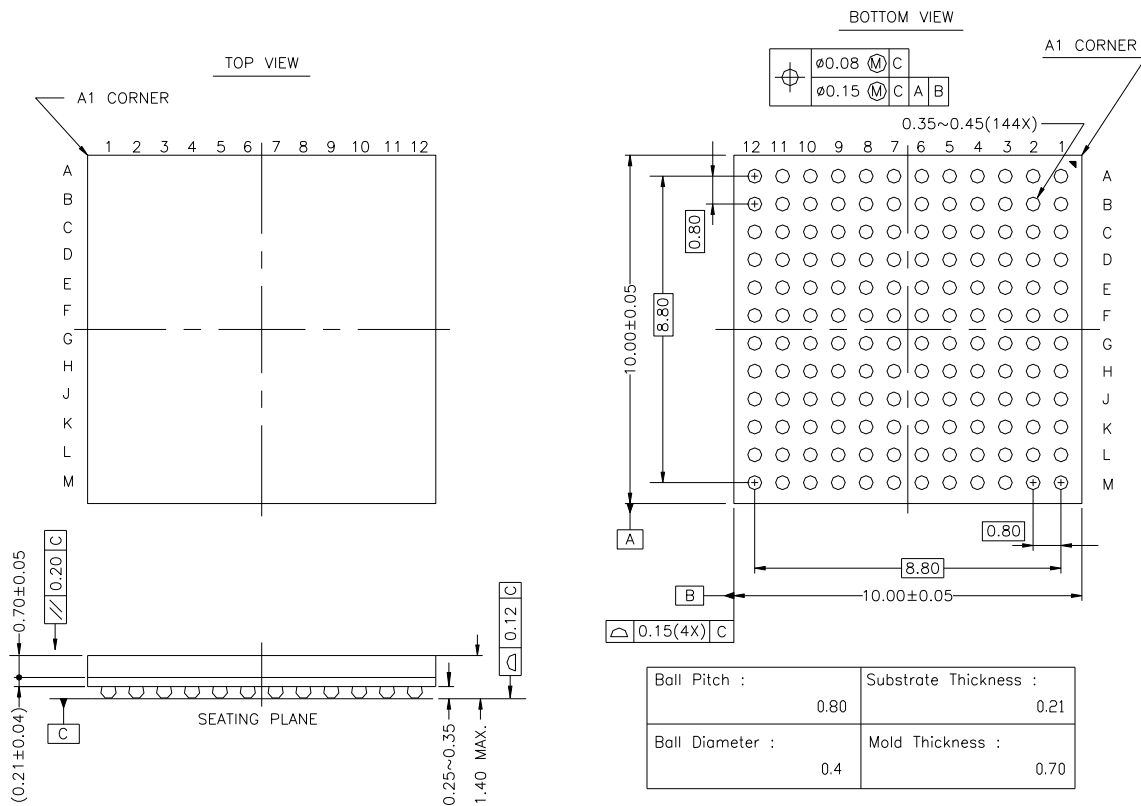 BOTTOM VIEW
TOP VIEW
A1 CORNER
A1 CORNER
ø0.08 Ⓜ C
ø0.15 Ⓜ C A B
0.35~0.45(144X)
1 2 3 4 5 6 7 8 9 10 11 12
A
B
C
D
E
F
G
H
J
K
L
M
12 11 10 9 8 7 6 5 4 3 2 1
A
B
C
D
E
F
G
H
J
K
L
M
0.80
8.80
10.00±0.05
A
0.80
8.80
B
10.00±0.05
0.15(4X) C
0.70±0.05
// 0.20 C
0.12 C
(0.21±0.04)
C
SEATING PLANE
0.25~0.35
1.40 MAX.
Ball Pitch :
0.80
Substrate Thickness :
0.21
Ball Diameter :
0.4
Mold Thickness :
0.70